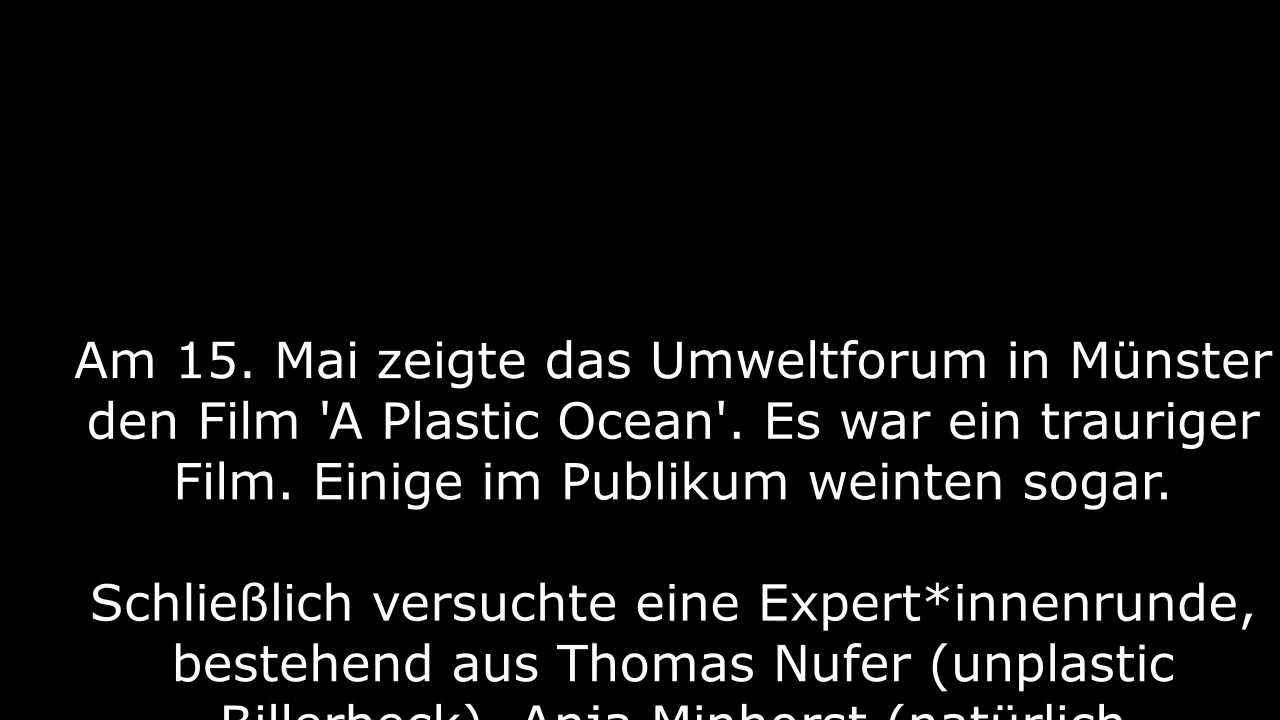 Am 15. Mai zeigte das Umweltforum in Münster
den Film 'A Plastic Ocean'. Es war ein trauriger
Film. Einige im Publikum weinten sogar.
Schließlich versuchte eine Expert*innenrunde,
bestehend aus Thomas Nufer (unplastic
Billerbeck), Anja Minhorst (natürlich